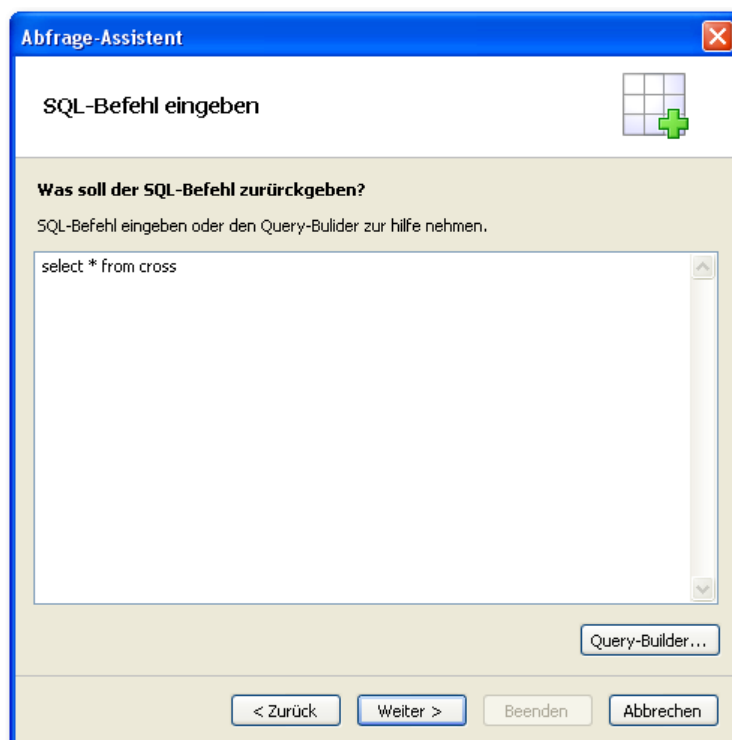 Abfrage-Assistent
SQL-Befehl eingeben
Was soll der SQL-Befehl zurürckgeben?
SQL-Befehl eingeben oder den Query-Bulider zur hilfe nehmen.
select * from cross
Query-Builder...
< Zurück Weiter > Beenden Abbrechen